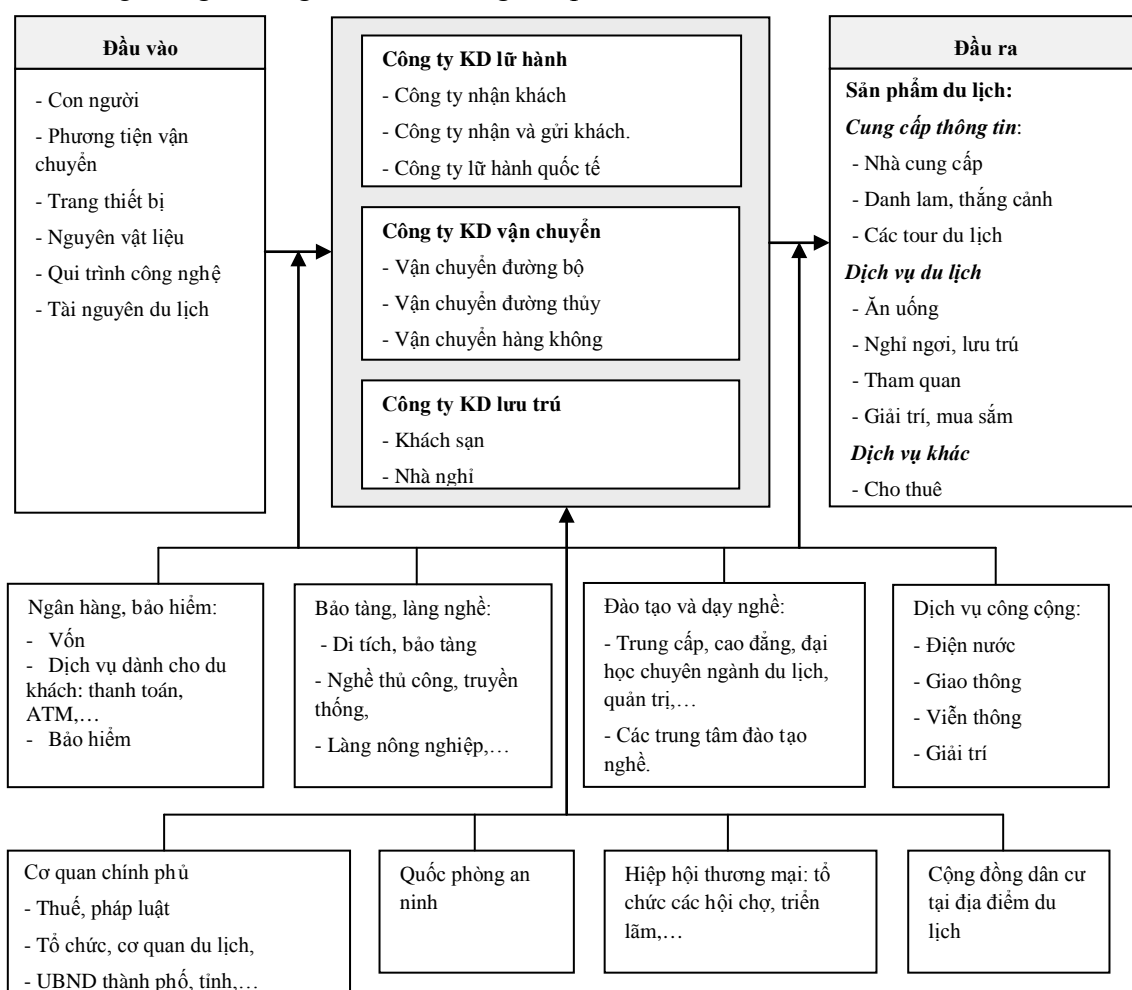 Đầu vào
- Con người
- Phương tiện vận
chuyển
- Trang thiết bị
- Nguyên vật liệu
- Qui trình công nghệ
- Tài nguyên du lịch
Công ty KD lữ hành
- Công ty nhận khách
- Công ty nhận và gửi khách.
- Công ty lữ hành quốc tế
Công ty KD vận chuyển
- Vận chuyển đường bộ
- Vận chuyển đường thủy
- Vận chuyển hàng không
Công ty KD lưu trú
- Khách sạn
- Nhà nghỉ
Đầu ra
Sản phẩm du lịch:
Cung cấp thông tin:
- Nhà cung cấp
- Danh lam, thắng cảnh
- Các tour du lịch
Dịch vụ du lịch
- Ăn uống
- Nghỉ ngơi, lưu trú
- Tham quan
- Giải trí, mua sắm
Dịch vụ khác
- Cho thuê
Ngân hàng, bảo hiểm:
- Vốn
- Dịch vụ dành cho du
khách: thanh toán,
ATM,…
- Bảo hiểm
Bảo tàng, làng nghề:
- Di tích, bảo tàng
- Nghề thủ công, truyền
thống,
- Làng nông nghiệp,…
Đào tạo và dạy nghề:
- Trung cấp, cao đẳng, đại
học chuyên ngành du lịch,
quản trị,…
- Các trung tâm đào tạo
nghề.
Dịch vụ công cộng:
- Điện nước
- Giao thông
- Viễn thông
- Giải trí
Cơ quan chính phủ
- Thuế, pháp luật
- Tổ chức, cơ quan du lịch,
- UBND thành phố, tỉnh,…
Quốc phòng an
ninh
Hiệp hội thương mại: tổ
chức các hội chợ, triển
lãm,…
Cộng đồng dân cư
tại địa điểm du
lịch